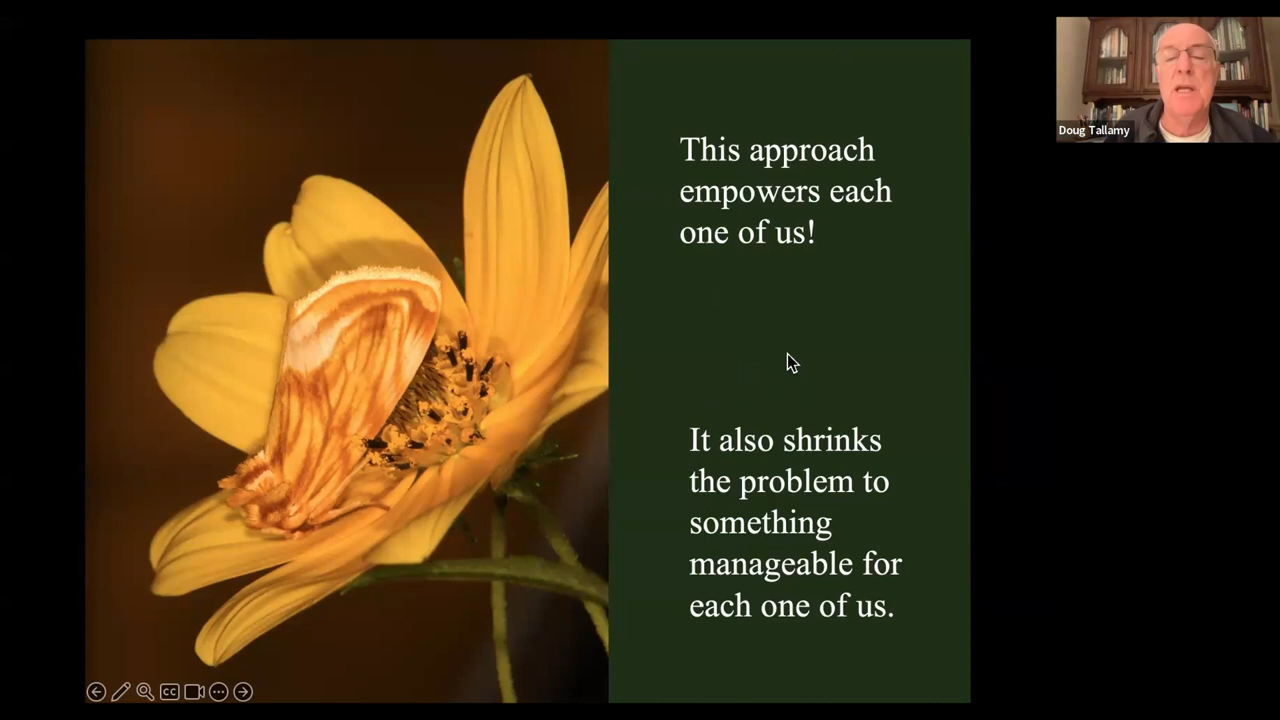 This approach
empowers each
one of us!
It also shrinks
the problem to
something
manageable for
each one of us.
Doug Tallamy
CC